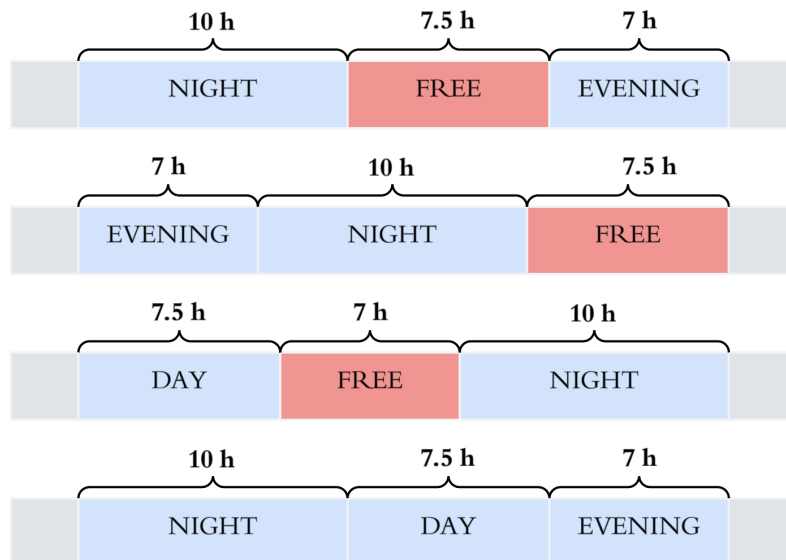 10 h 7.5 h 7 h
NIGHT FREE EVENING
7 h 10 h 7.5 h
EVENING NIGHT FREE
7.5 h 7 h 10 h
DAY FREE NIGHT
10 h 7.5 h 7 h
NIGHT DAY EVENING